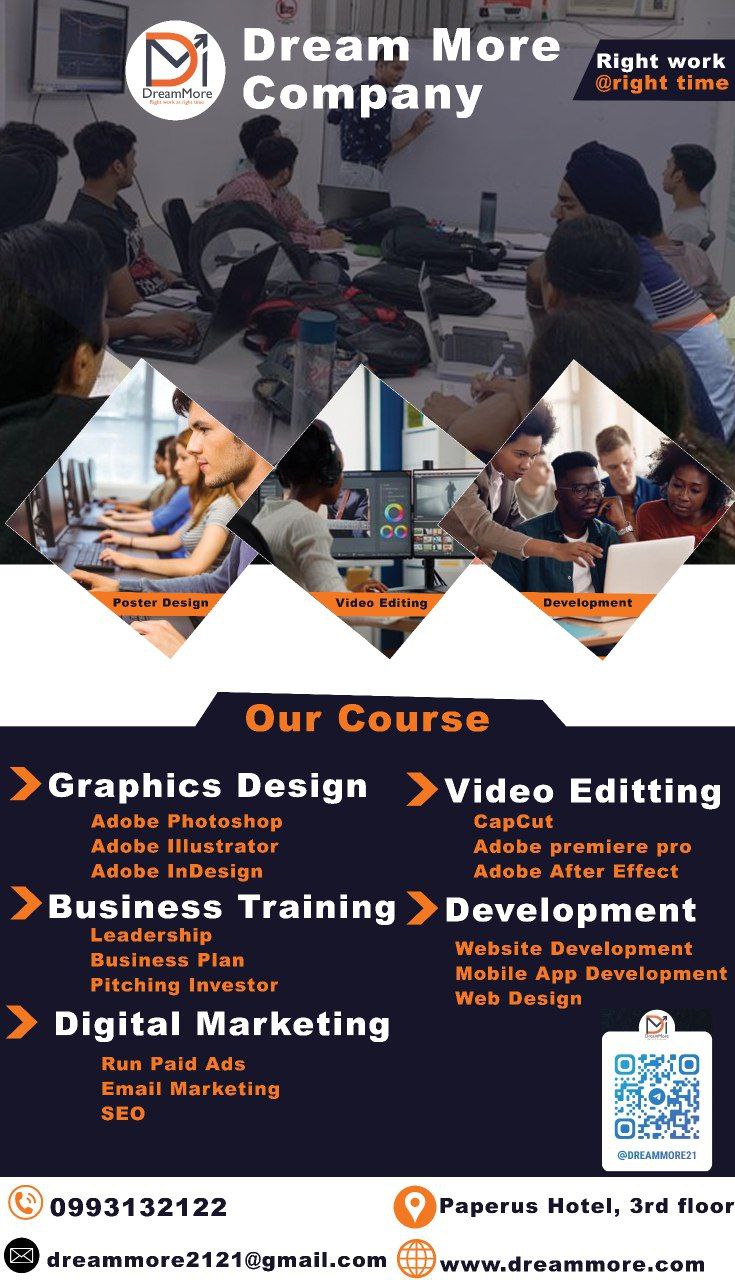 DreamMore
Right work at right time
Dream More
Company
Right work
@right time
Poster Design
Video Editing
Development
Our Course
Graphics Design
Adobe Photoshop
Adobe Illustrator
Adobe InDesign
Business Training
Leadership
Business Plan
Pitching Investor
Digital Marketing
Run Paid Ads
Email Marketing
SEO
Video Editting
CapCut
Adobe premiere pro
Adobe After Effect
Development
Website Development
Mobile App Development
Web Design
DreamMore
@DREAMMORE21
0993132122
Paperus Hotel, 3rd floor
dreammore2121@gmail.com
www.dreammore.com